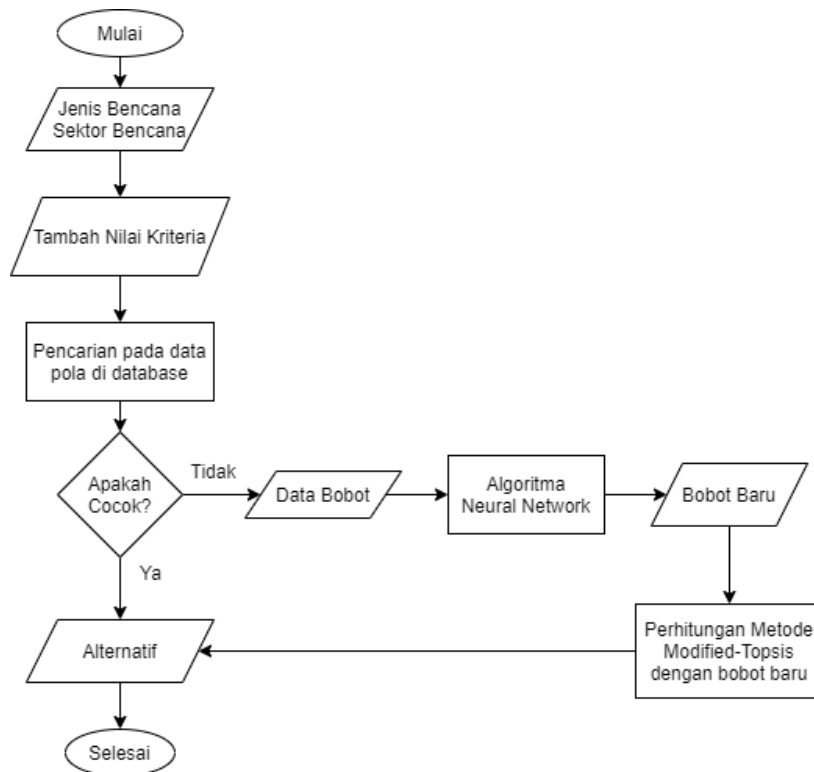 Mulai
Jenis Bencana
Sektor Bencana
Tambah Nilai Kriteria
Pencarian pada data
pola di database
Apakah
Cocok?
Tidak
Data Bobot
Algoritma
Neural Network
Bobot Baru
Ya
Perhitungan Metode
Modified-Topsis
dengan bobot baru
Alternatif
Selesai